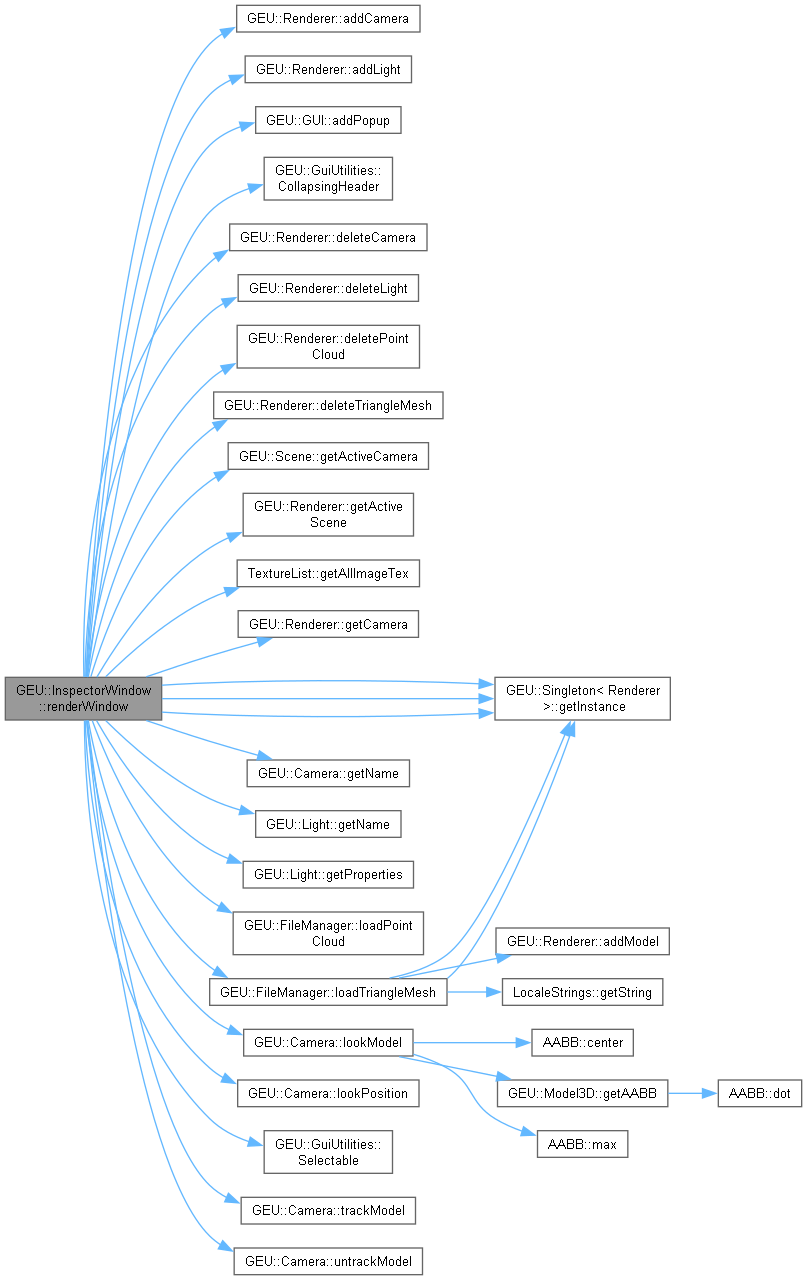 GEU::Renderer::addCamera
GEU::Renderer::addLight
GEU::GUI::addPopup
GEU::GuiUtilities::
CollapsingHeader
GEU::Renderer::deleteCamera
GEU::Renderer::deleteLight
GEU::Renderer::deletePoint
Cloud
GEU::Renderer::deleteTriangleMesh
GEU::Scene::getActiveCamera
GEU::Renderer::getActive
Scene
TextureList::getAllImageTex
GEU::Renderer::getCamera
GEU::InspectorWindow
::renderWindow
GEU::Singleton< Renderer
>::getInstance
GEU::Camera::getName
GEU::Light::getName
GEU::Light::getProperties
GEU::FileManager::loadPoint
Cloud
GEU::Renderer::addModel
GEU::FileManager::loadTriangleMesh
LocaleStrings::getString
GEU::Camera::lookModel
AABB::center
GEU::Camera::lookPosition
GEU::Model3D::getAABB
AABB::dot
GEU::GuiUtilities::
Selectable
AABB::max
GEU::Camera::trackModel
GEU::Camera::untrackModel